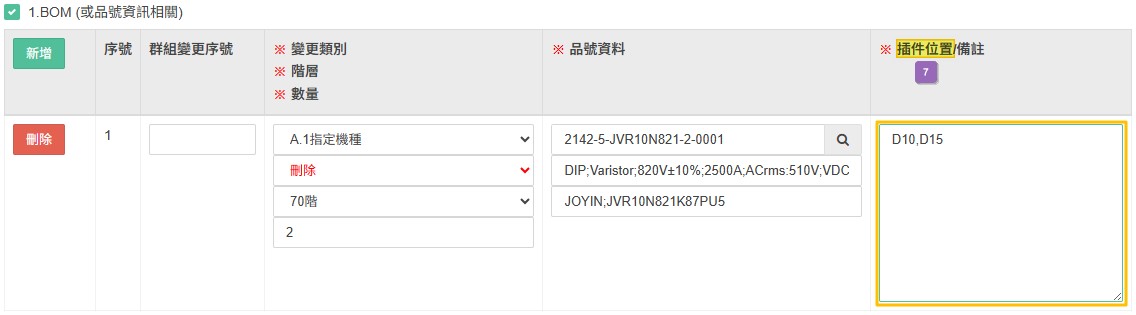 1.BOM (或品號資訊相關)
新增 序號 群組變更序號 ※ 變更類別 ※ 品號資料 ※ 插件位置/備註
※ 階層 7
※ 數量
刪除 1 A.1指定機種 2142-5-JVR10N821-2-0001 D10,D15
刪除 DIP;Varistor;820V±10%;2500A;ACrms:510V;VDC
70階 JOYIN;JVR10N821K87PU5
2